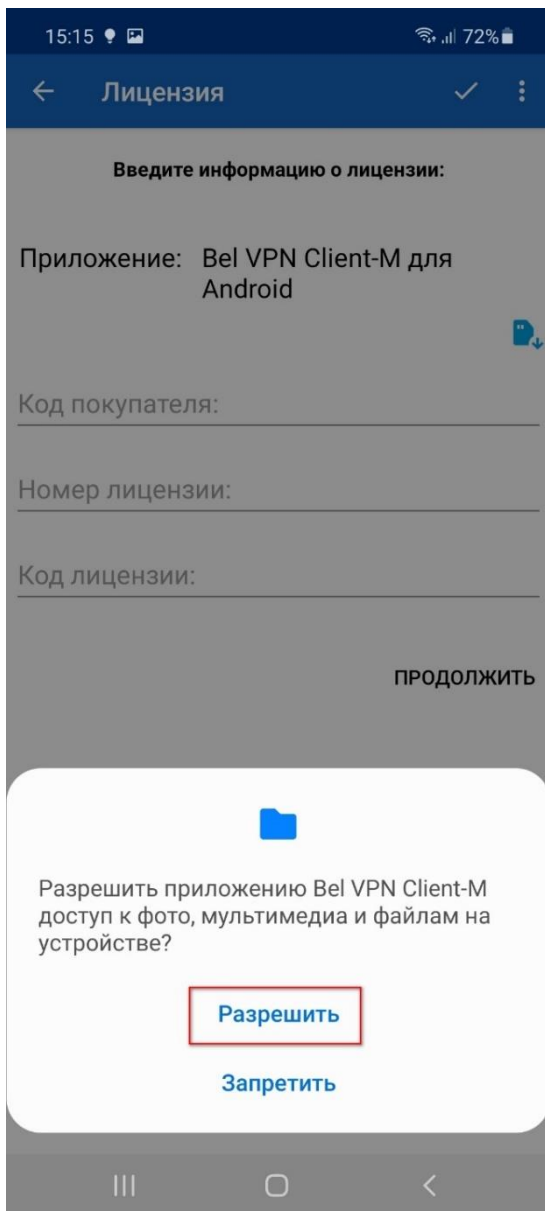 15:15 72%
Лицензия
Введите информацию о лицензии:
Приложение: Bel VPN Client-M для
Android
Код покупателя:
Номер лицензии:
Код лицензии:
ПРОДОЛЖИТЬ
Разрешить приложению Bel VPN Client-M
доступ к фото, мультимедиа и файлам на
устройстве?
Разрешить
Запретить